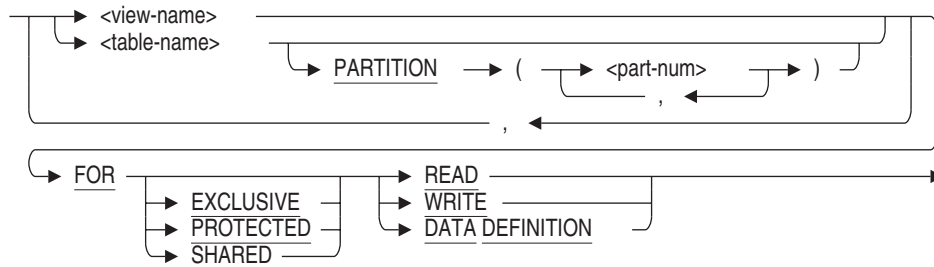 <view-name>
<table-name>
PARTITION ( <part-num> )
,
,
FOR READ
EXCLUSIVE WRITE
PROTECTED DATA DEFINITION
SHARED